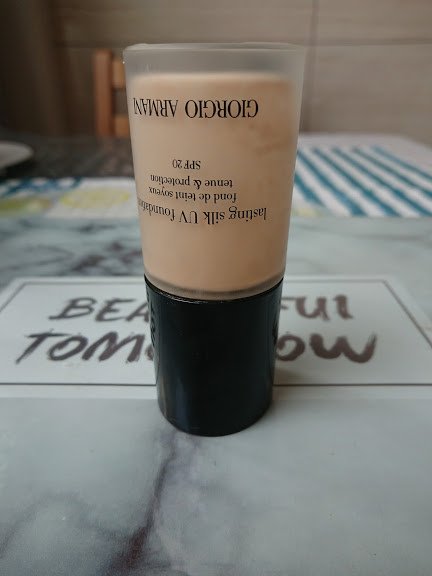 lasting silk UV foundation
fond de teint soyeux
tenue & protection
SPF 20
GIORGIO ARMANI
BEAUTIFUL
TOMORROW